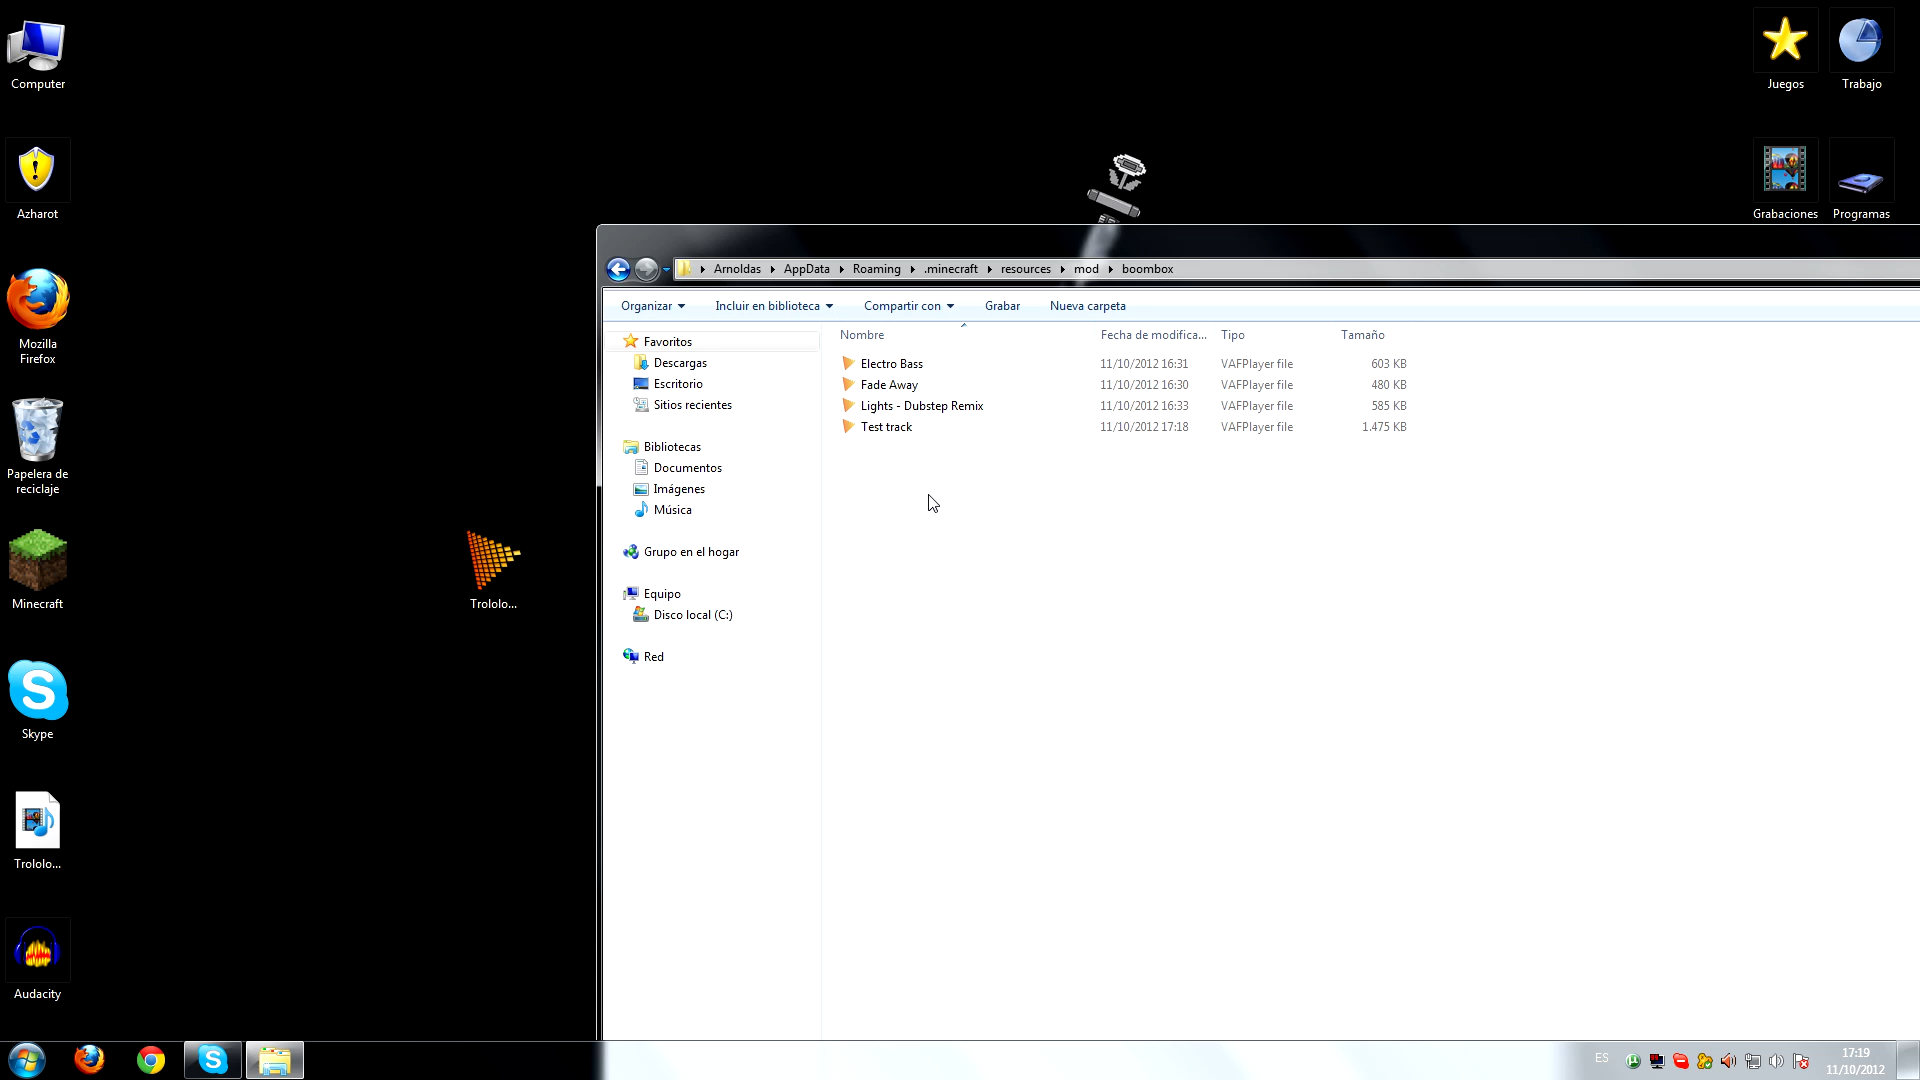 Computer
Azharot
Mozilla
Firefox
Papelera de
reciclaje
Minecraft
Skype
Trololo...
Audacity
Trololo...
Juegos
Trabajo
Grabaciones
Programas
Arnoldas AppData Roaming .minecraft resources mod boombox
Organizar Incluir en biblioteca Compartir con Grabar Nueva carpeta
Favoritos
Descargas
Escritorio
Sitios recientes
Bibliotecas
Documentos
Imágenes
Música
Grupo en el hogar
Equipo
Disco local (C:)
Red
Nombre Fecha de modifica... Tipo Tamaño
Electro Bass 11/10/2012 16:31 VAFPlayer file 603 KB
Fade Away 11/10/2012 16:30 VAFPlayer file 480 KB
Lights - Dubstep Remix 11/10/2012 16:33 VAFPlayer file 585 KB
Test track 11/10/2012 17:18 VAFPlayer file 1.475 KB
ES
17:19
11/10/2012